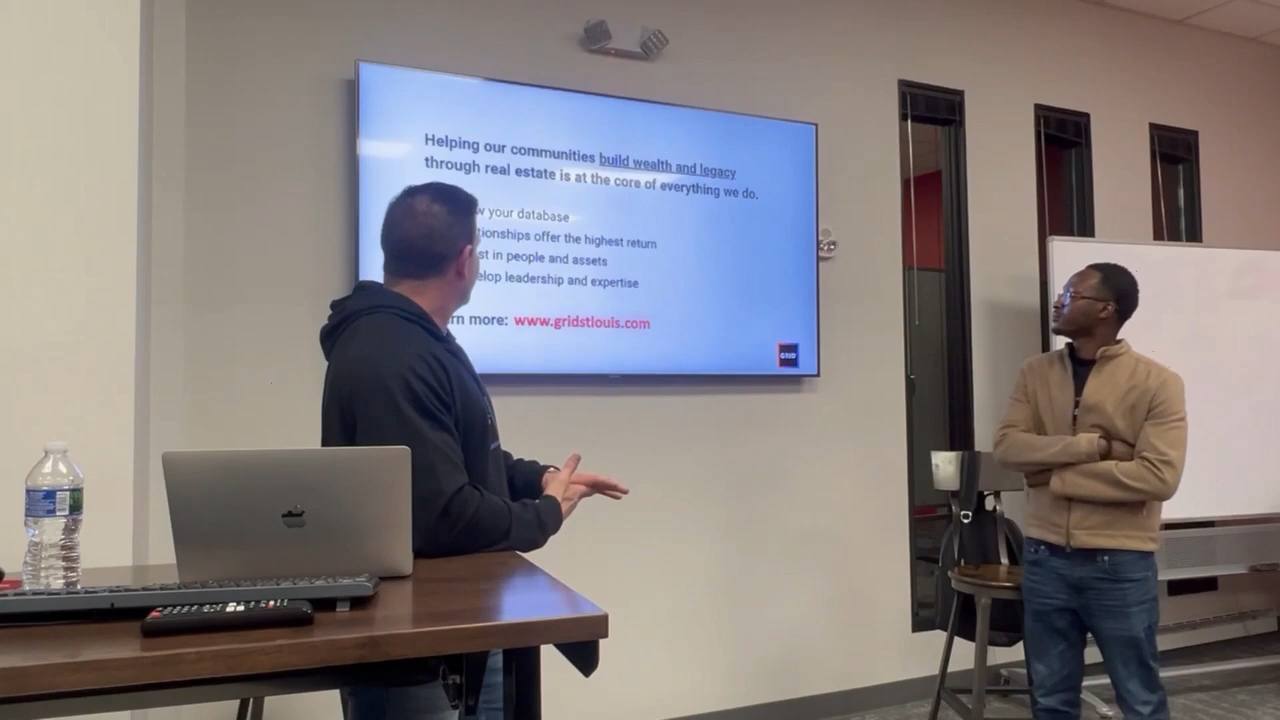 Helping our communities build wealth and legacy
through real estate is at the core of everything we do.
w your database
tionships offer the highest return
st in people and assets
elop leadership and expertise
rn more: www.gridstlouis.com
GRID